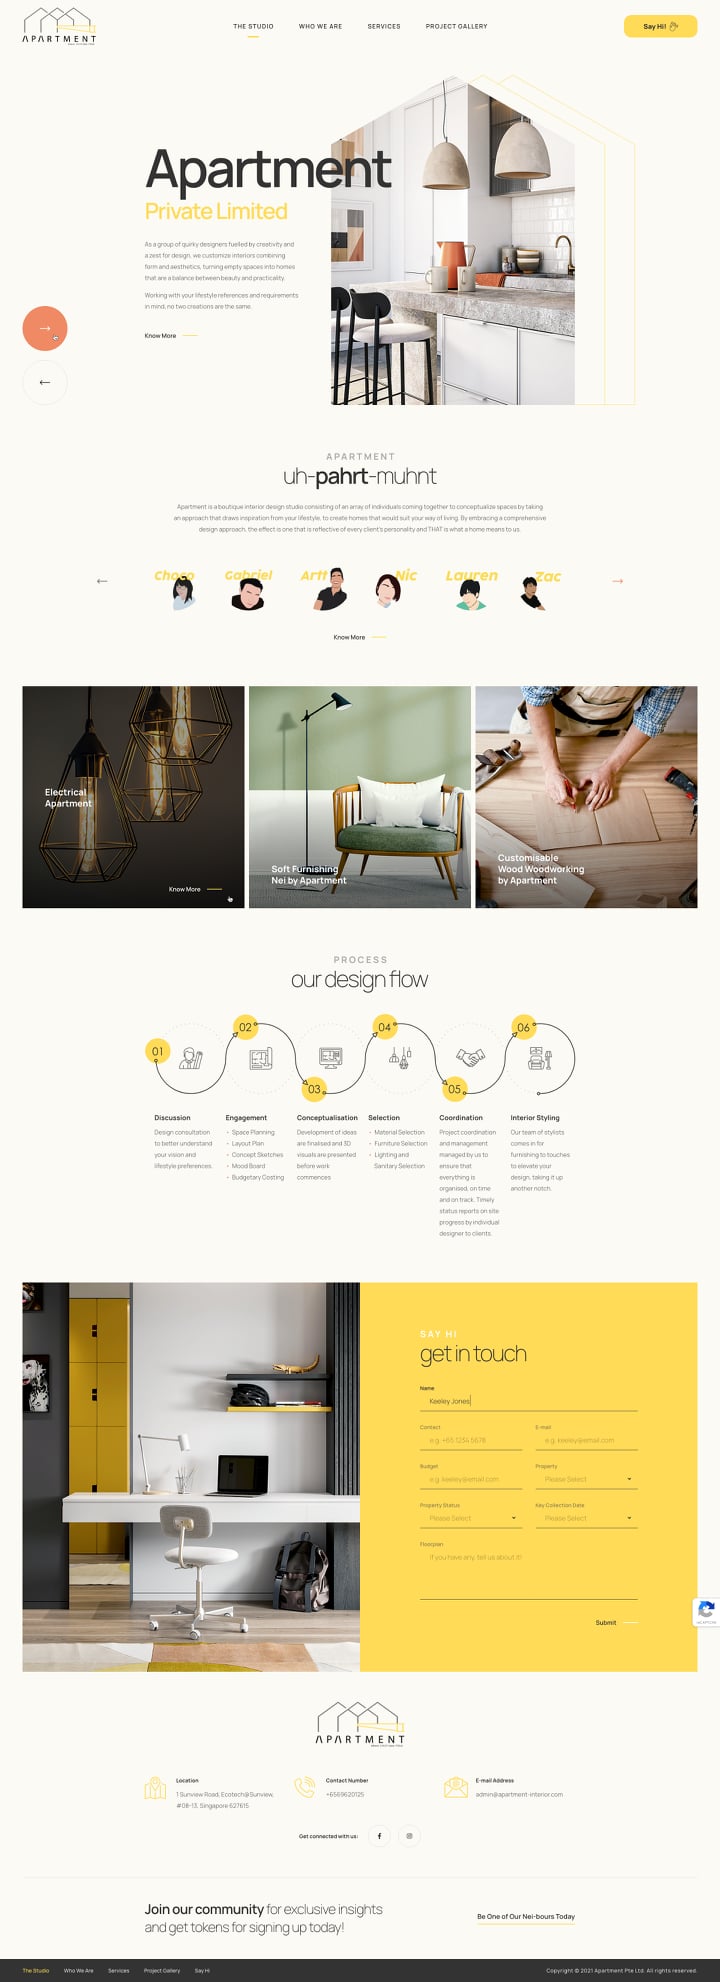 APARTMENT
THE STUDIO
WHO WE ARE
SERVICES
PROJECT GALLERY
Say Hi!
Apartment
Private Limited
As a group of quirky designers fuelled by creativity and
a zest for design, we customize interiors combining
form and aesthetics, turning empty spaces into homes
that are a balance between beauty and practicality.
Working with your lifestyle references and requirements
in mind, no two creations are the same.
Know More
APARTMENT
uh-pahrt-muhnt
Apartment is a boutique interior design studio consisting of an array of individuals coming together to conceptualize spaces by taking
an approach that draws inspiration from your lifestyle, to create homes that would suit your way of living. By embracing a comprehensive
design approach, the effect is one that is reflective of every client's personality and THAT is what a home means to us.
Choco
Gabriel
Artt
Nic
Lauren
Zac
Know More
Electrical
Apartment
Know More
Soft Furnishing
Nei by Apartment
Customisable
Wood Woodworking
by Apartment
PROCESS
our design flow
01
02
03
04
05
06
Discussion
Design consultation
to better understand
your vision and
lifestyle preferences.
Engagement
- Space Planning
- Layout Plan
- Concept Sketches
- Mood Board
- Budgetary Costing
Conceptualisation
Development of ideas
are finalised and 3D
visuals are presented
before work
commences
Selection
- Material Selection
- Furniture Selection
- Lighting and
Sanitary Selection
Coordination
Project coordination
and management
managed by us to
ensure that
everything is
organised, on time
and on track. Timely
status reports on site
progress by individual
designer to clients.
Interior Styling
Our team of stylists
comes in for
furnishing to touches
to elevate your
design, taking it up
another notch.
SAY HI
get in touch
Name
Keeley Jones
Contact
e.g. +65 1234 5678
E-mail
e.g. keeley@email.com
Budget
e.g. keeley@email.com
Property
Please Select
Property Status
Please Select
Key Collection Date
Please Select
Floorplan
If you have any, tell us about it!
Submit
APARTMENT
Location
1 Sunview Road, Ecotech@Sunview,
#08-13, Singapore 627615
Contact Number
+6569620125
E-mail Address
admin@apartment-interior.com
Get connected with us:
Join our community for exclusive insights
and get tokens for signing up today!
Be One of Our Nei-bours Today
The Studio
Who We Are
Services
Project Gallery
Say Hi
Copyright © 2021 Apartment Pte Ltd. All rights reserved.